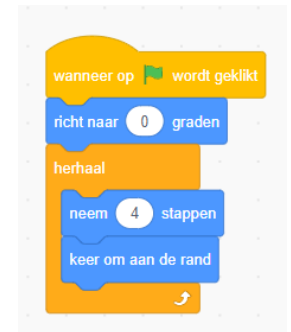 wanneer op wordt geklikt
richt naar 0 graden
herhaal
neem 4 stappen
keer om aan de rand